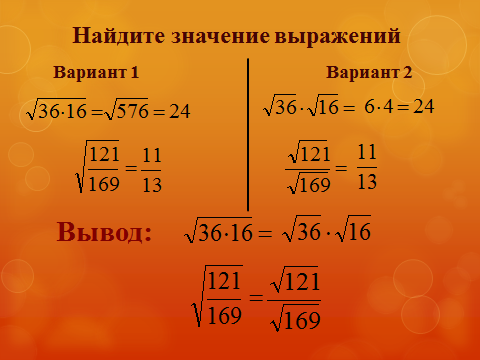 Найдите значение выражений
Вариант 1
√36·16 = √576 = 24
√121/169 = 11/13
Вариант 2
√36 · √16 = 6·4 = 24
√121/√169 = 11/13
Вывод: √36·16 = √36 · √16
√121/169 = √121/√169